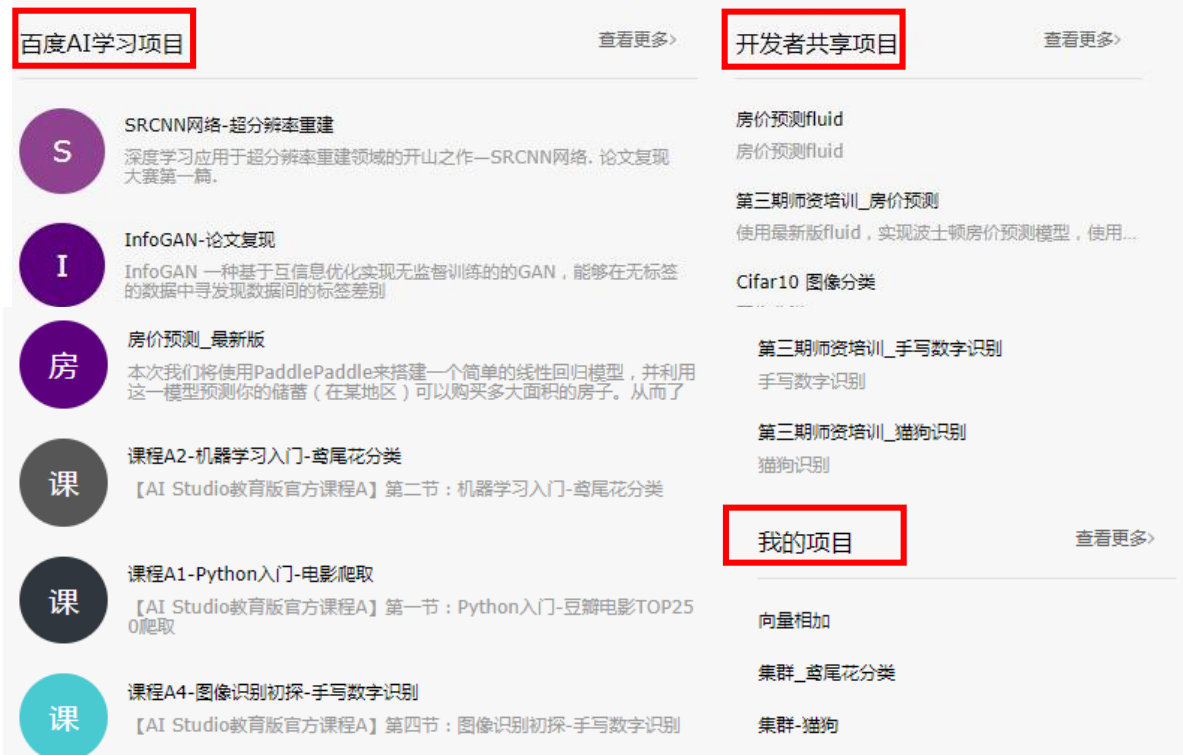 百度AI学习项目
查看更多>
S
SRCNN网络-超分辨率重建
深度学习应用于超分辨率重建领域的开山之作—SRCNN网络. 论文复现
大赛第一篇.
I
InfoGAN-论文复现
InfoGAN 一种基于互信息优化实现无监督训练的的GAN，能够在无标签
的数据中寻发现数据间的标签差别
房
房价预测_最新版
本次我们将使用PaddlePaddle来搭建一个简单的线性回归模型，并利用
这一模型预测你的储蓄（在某地区）可以购买多大面积的房子。从而了
课
课程A2-机器学习入门-鸢尾花分类
【AI Studio教育版官方课程A】第二节：机器学习入门-鸢尾花分类
课
课程A1-Python入门-电影爬取
【AI Studio教育版官方课程A】第一节：Python入门-豆瓣电影TOP25
0爬取
课
课程A4-图像识别初探-手写数字识别
【AI Studio教育版官方课程A】第四节：图像识别初探-手写数字识别
开发者共享项目
查看更多>
房价预测fluid
房价预测fluid
第三期师资培训_房价预测
使用最新版fluid，实现波士顿房价预测模型，使用...
Cifar10 图像分类
第三期师资培训_手写数字识别
手写数字识别
第三期师资培训_猫狗识别
猫狗识别
我的项目
查看更多>
向量相加
集群_鸢尾花分类
集群-猫狗